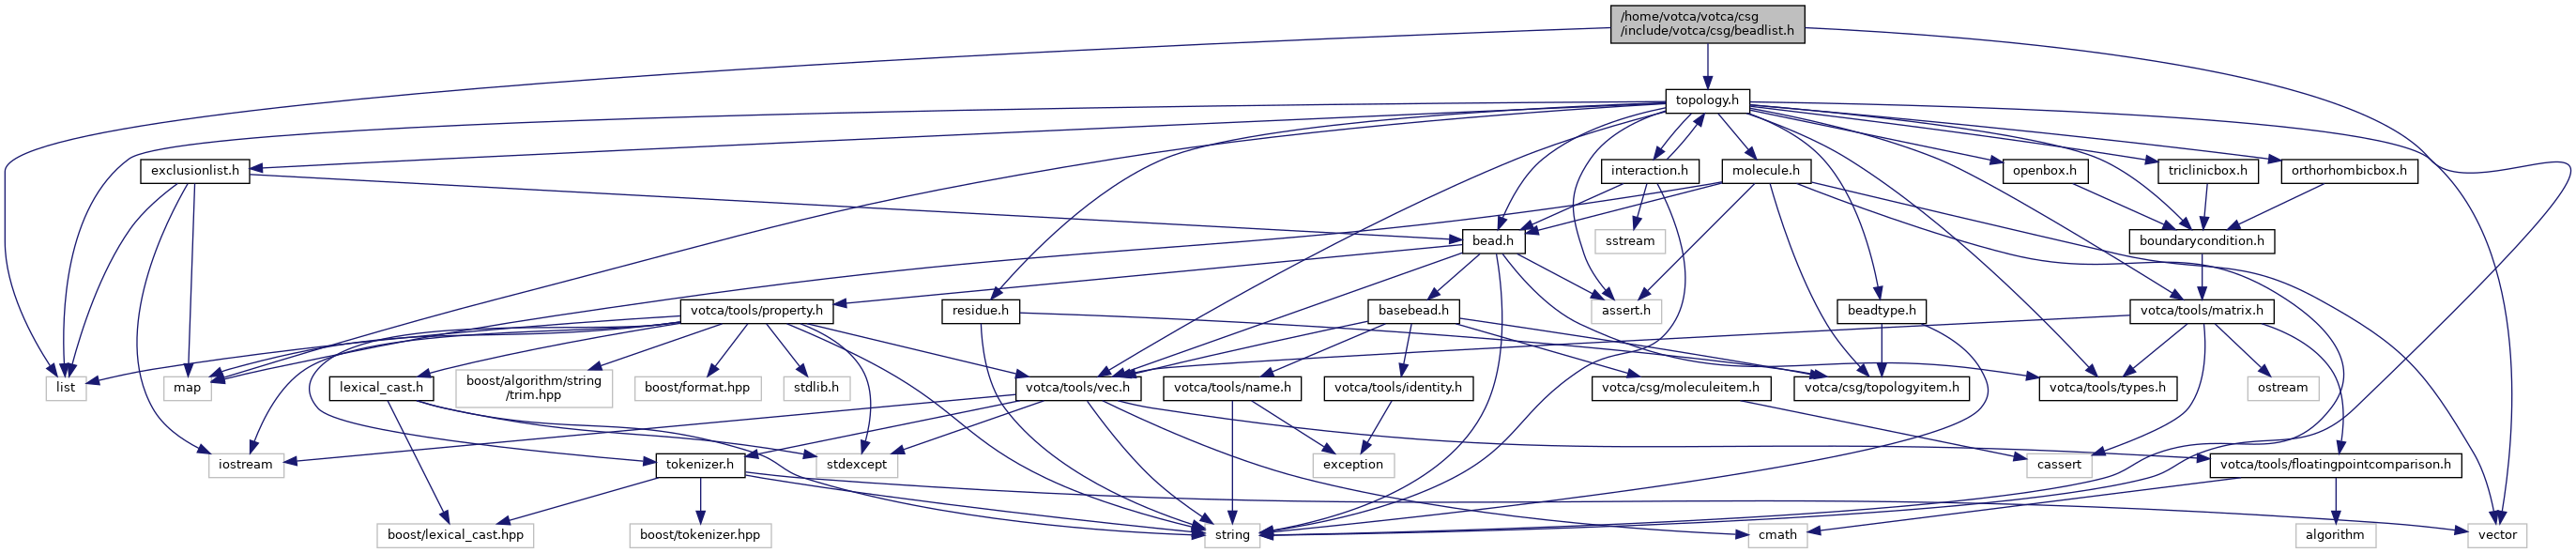 /home/votca/votca/csg
/include/votca/csg/beadlist.h
topology.h
exclusionlist.h
interaction.h
molecule.h
openbox.h
triclinicbox.h
orthorhombicbox.h
bead.h
sstream
boundarycondition.h
votca/tools/property.h
residue.h
basebead.h
assert.h
beadtype.h
votca/tools/matrix.h
list
map
lexical_cast.h
boost/algorithm/string
/trim.hpp
boost/format.hpp
stdlib.h
votca/tools/vec.h
votca/tools/name.h
votca/tools/identity.h
votca/csg/moleculeitem.h
votca/csg/topologyitem.h
votca/tools/types.h
ostream
iostream
tokenizer.h
stdexcept
exception
cassert
votca/tools/floatingpointcomparison.h
boost/lexical_cast.hpp
boost/tokenizer.hpp
string
cmath
algorithm
vector